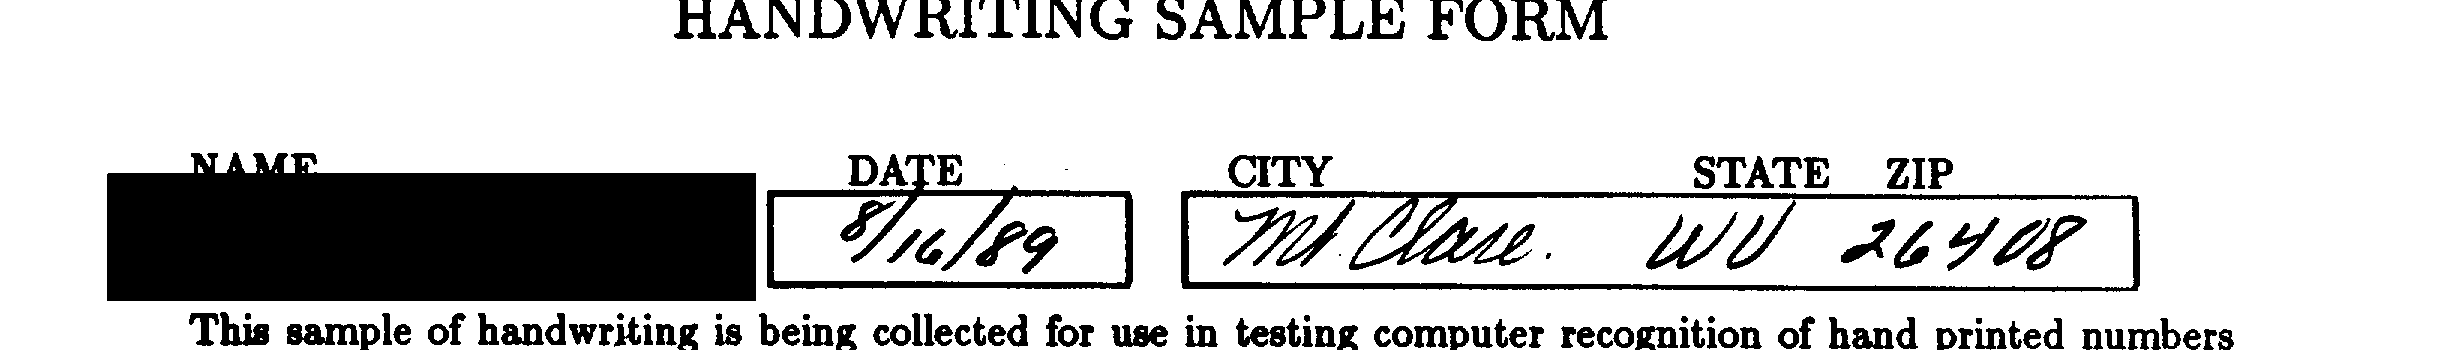 HANDWRITING SAMPLE FORM
NAME DATE CITY STATE ZIP
8/16/89 Mt. Clare. WV 26408
This sample of handwriting is being collected for use in testing computer recognition of hand printed numbers